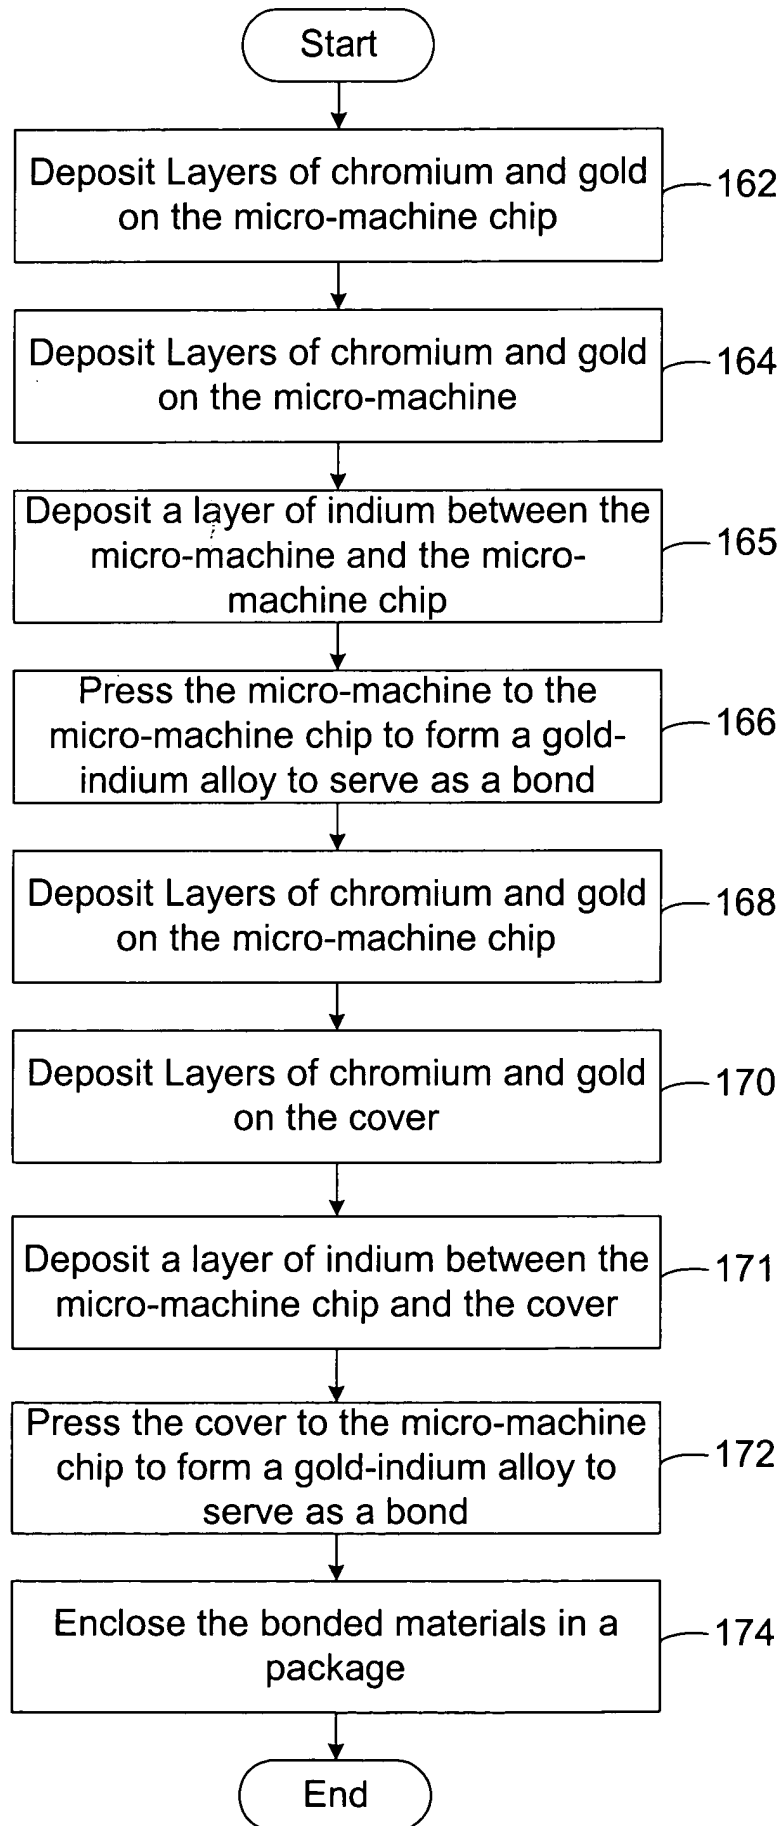 Start
Deposit Layers of chromium and gold
on the micro-machine chip
162
Deposit Layers of chromium and gold
on the micro-machine
164
Deposit a layer of indium between the
micro-machine and the micro-
machine chip
165
Press the micro-machine to the
micro-machine chip to form a gold-
indium alloy to serve as a bond
166
Deposit Layers of chromium and gold
on the micro-machine chip
168
Deposit Layers of chromium and gold
on the cover
170
Deposit a layer of indium between the
micro-machine chip and the cover
171
Press the cover to the micro-machine
chip to form a gold-indium alloy to
serve as a bond
172
Enclose the bonded materials in a
package
174
End